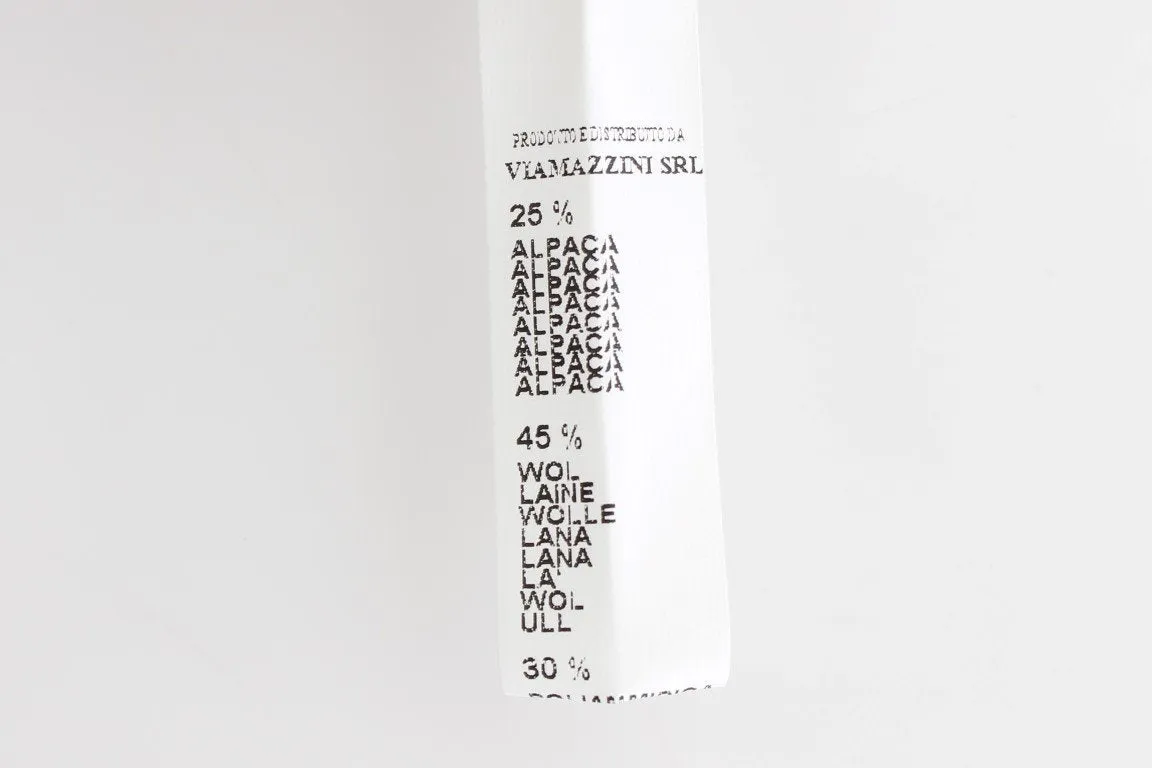 PRODOTTO E DISTRIBUITO DA
VIAMAZZINI SRL
25 %
ALPACA
ALPACA
ALPACA
ALPACA
ALPACA
ALPACA
ALPACA
ALPACA
45 %
WOL
LAINE
WOLLE
LANA
LANA
LA'
WOL
ULL
30 %